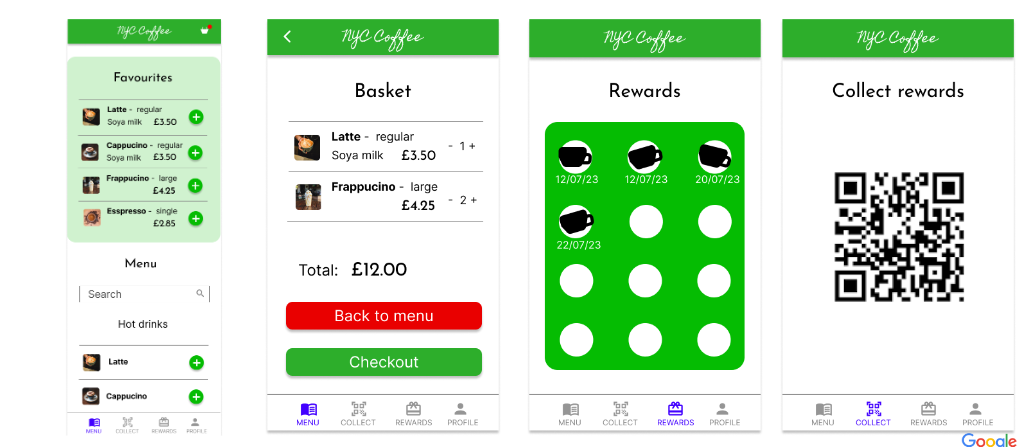 NYC Coffee
Favourites
Latte - regular
Soya milk £3.50
Cappucino - regular
Soya milk £3.50
Frappucino - large
£4.25
Esspresso - single
£2.85
Menu
Search
Hot drinks
Latte
Cappucino
MENU COLLECT REWARDS PROFILE
NYC Coffee
Basket
Latte - regular
Soya milk £3.50 - 1 +
Frappucino - large
£4.25 - 2 +
Total: £12.00
Back to menu
Checkout
MENU COLLECT REWARDS PROFILE
NYC Coffee
Rewards
12/07/23 12/07/23 20/07/23
22/07/23
MENU COLLECT REWARDS PROFILE
NYC Coffee
Collect rewards
MENU COLLECT REWARDS PROFILE
Google